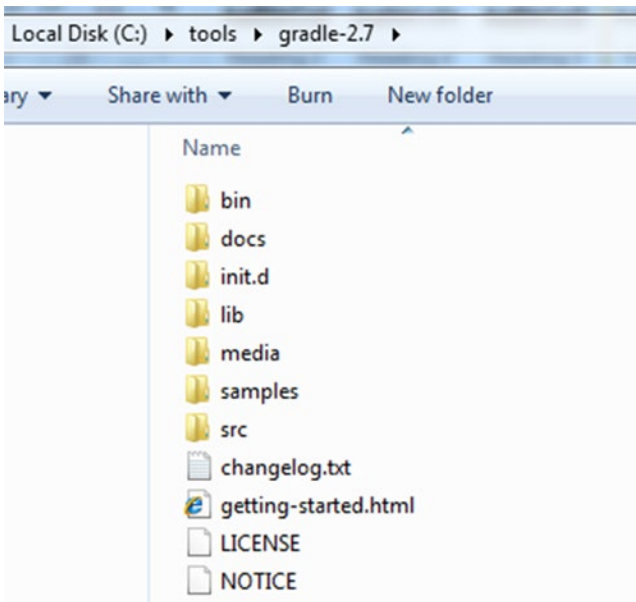 Local Disk (C:) ▸ tools ▸ gradle-2.7 ▸
ary ▾ Share with ▾ Burn New folder
Name
bin
docs
init.d
lib
media
samples
src
changelog.txt
getting-started.html
LICENSE
NOTICE